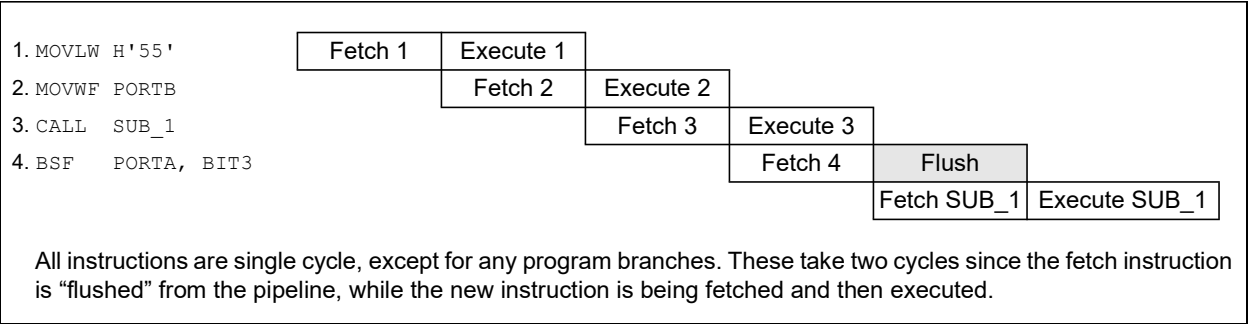 1. MOVLW H'55' Fetch 1 Execute 1
2. MOVWF PORTB Fetch 2 Execute 2
3. CALL SUB_1 Fetch 3 Execute 3
4. BSF PORTA, BIT3 Fetch 4 Flush
Fetch SUB_1 Execute SUB_1
All instructions are single cycle, except for any program branches. These take two cycles since the fetch instruction
is “flushed” from the pipeline, while the new instruction is being fetched and then executed.